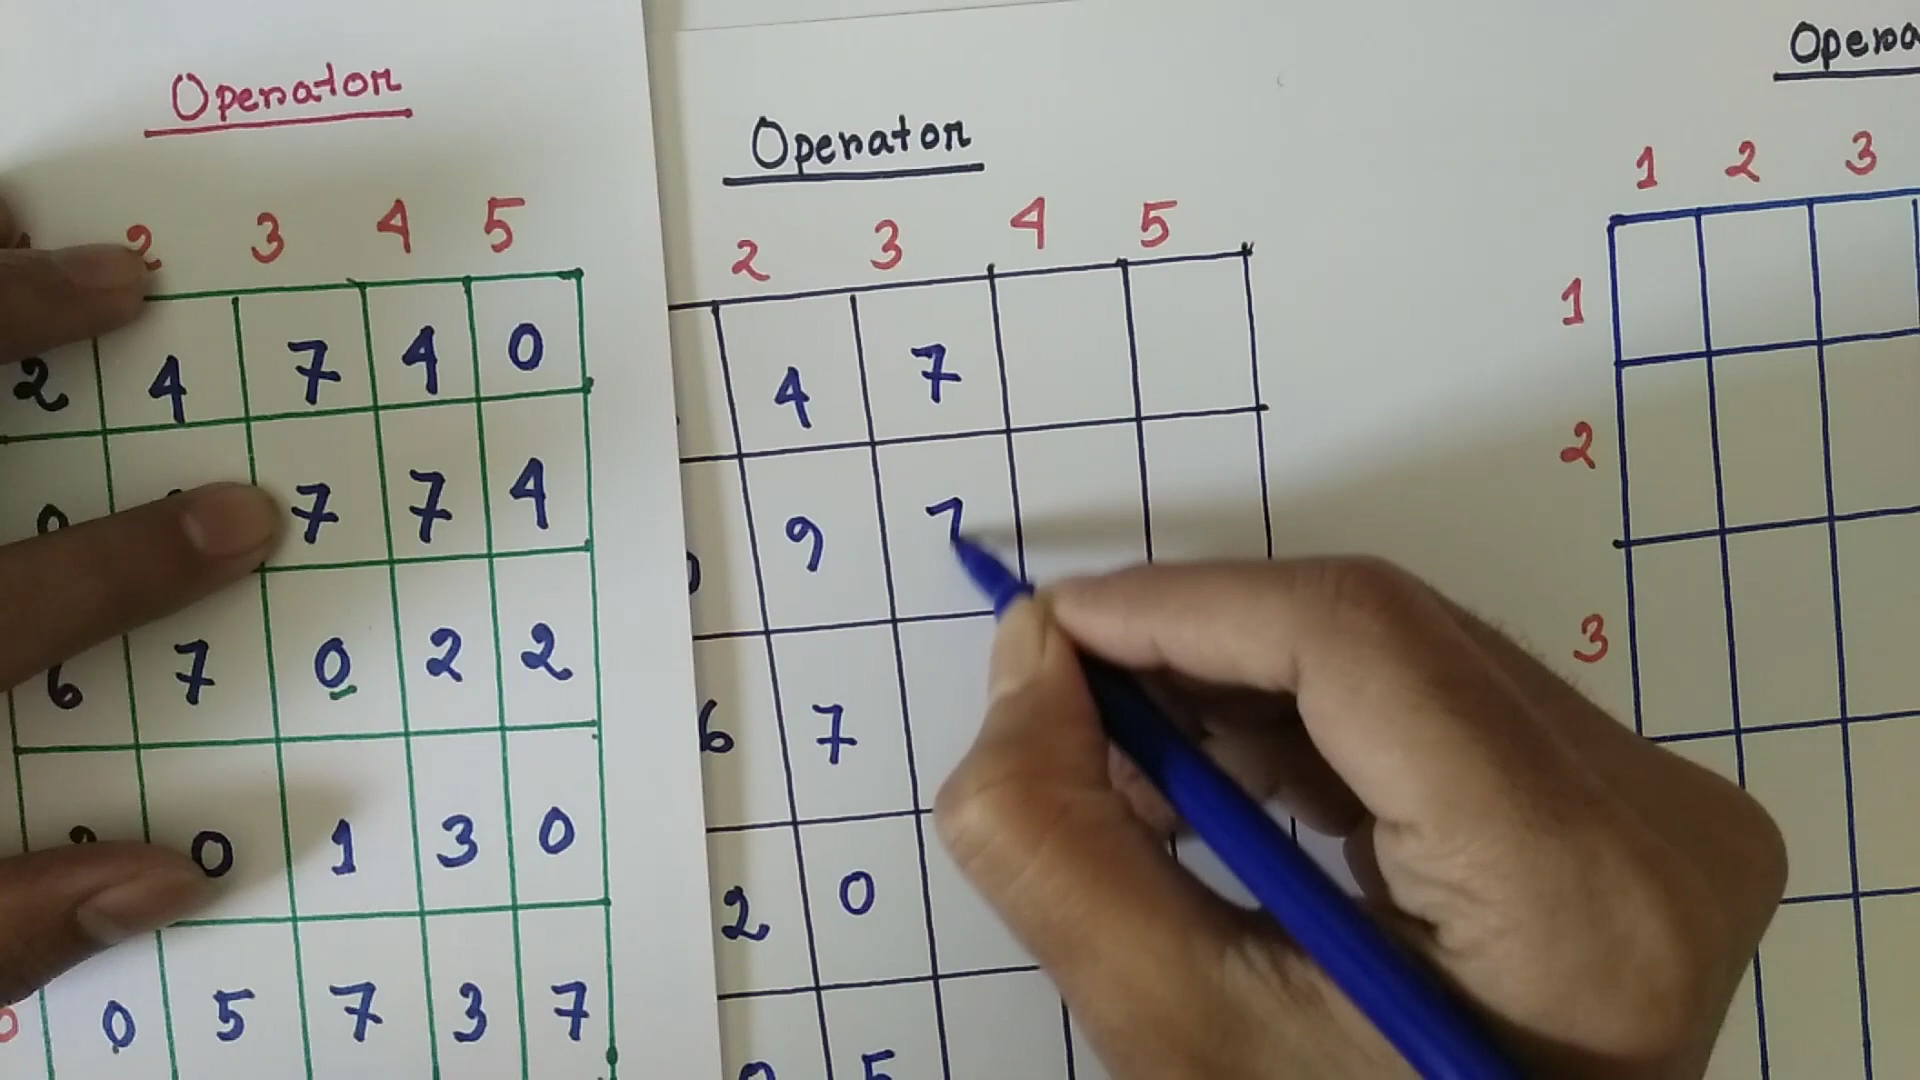 Operator
2 3 4 5
2 4 7 4 0
7 7 4
6 7 0 2 2
0 1 3 0
0 5 7 3 7
Operator
2 3 4 5
4 7
9 7
6 7
2 0
0 5
Opera
1 2 3
1
2
3